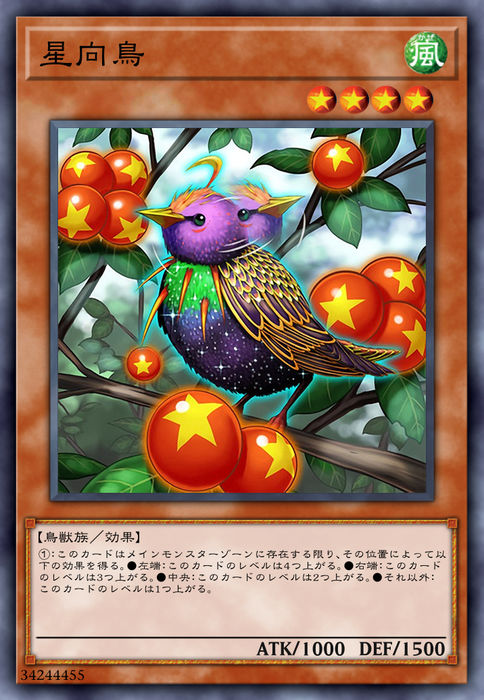 星向鳥
かぜ
風
【鳥獣族／効果】
①:このカードはメインモンスターゾーンに存在する限り、その位置によって以
下の効果を得る。●左端:このカードのレベルは4つ上がる。●右端:このカード
のレベルは3つ上がる。●中央:このカードのレベルは2つ上がる。●それ以外:
このカードのレベルは1つ上がる。
ATK/1000 DEF/1500
34244455